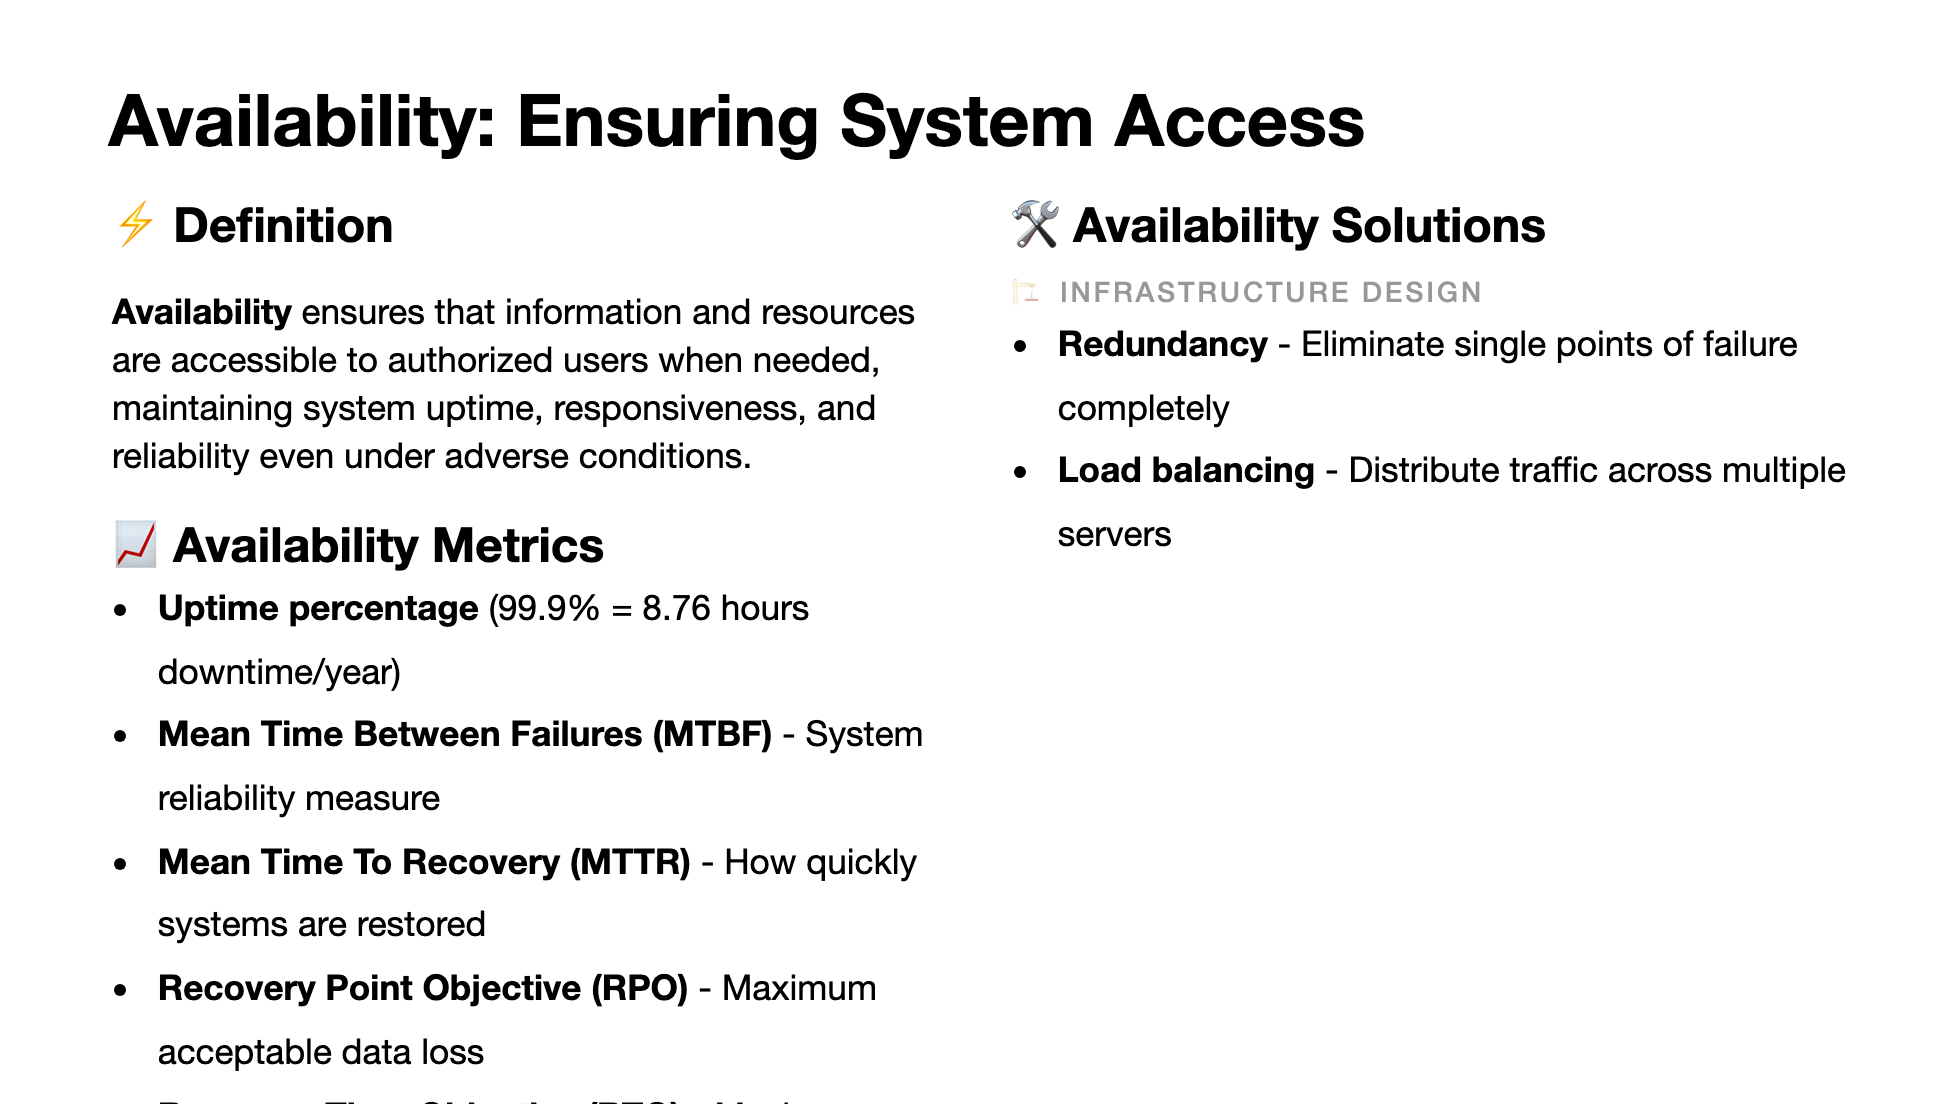 Availability: Ensuring System Access
⚡ Definition
Availability ensures that information and resources
are accessible to authorized users when needed,
maintaining system uptime, responsiveness, and
reliability even under adverse conditions.
📈 Availability Metrics
• Uptime percentage (99.9% = 8.76 hours
downtime/year)
• Mean Time Between Failures (MTBF) - System
reliability measure
• Mean Time To Recovery (MTTR) - How quickly
systems are restored
• Recovery Point Objective (RPO) - Maximum
acceptable data loss
🛠️ Availability Solutions
🏗️ INFRASTRUCTURE DESIGN
• Redundancy - Eliminate single points of failure
completely
• Load balancing - Distribute traffic across multiple
servers